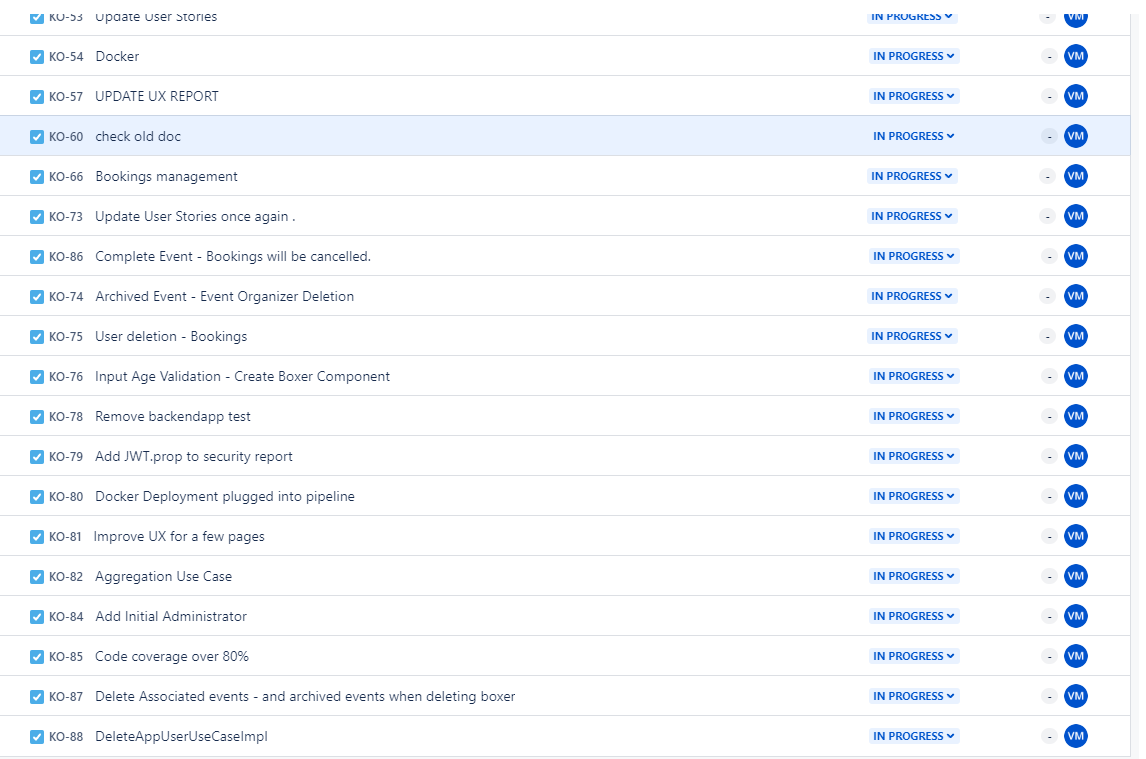 KO-53 Update User Stories IN PROGRESS - VM
KO-54 Docker IN PROGRESS - VM
KO-57 UPDATE UX REPORT IN PROGRESS - VM
KO-60 check old doc IN PROGRESS - VM
KO-66 Bookings management IN PROGRESS - VM
KO-73 Update User Stories once again . IN PROGRESS - VM
KO-86 Complete Event - Bookings will be cancelled. IN PROGRESS - VM
KO-74 Archived Event - Event Organizer Deletion IN PROGRESS - VM
KO-75 User deletion - Bookings IN PROGRESS - VM
KO-76 Input Age Validation - Create Boxer Component IN PROGRESS - VM
KO-78 Remove backendapp test IN PROGRESS - VM
KO-79 Add JWT.prop to security report IN PROGRESS - VM
KO-80 Docker Deployment plugged into pipeline IN PROGRESS - VM
KO-81 Improve UX for a few pages IN PROGRESS - VM
KO-82 Aggregation Use Case IN PROGRESS - VM
KO-84 Add Initial Administrator IN PROGRESS - VM
KO-85 Code coverage over 80% IN PROGRESS - VM
KO-87 Delete Associated events - and archived events when deleting boxer IN PROGRESS - VM
KO-88 DeleteAppUserUseCaseImpl IN PROGRESS - VM